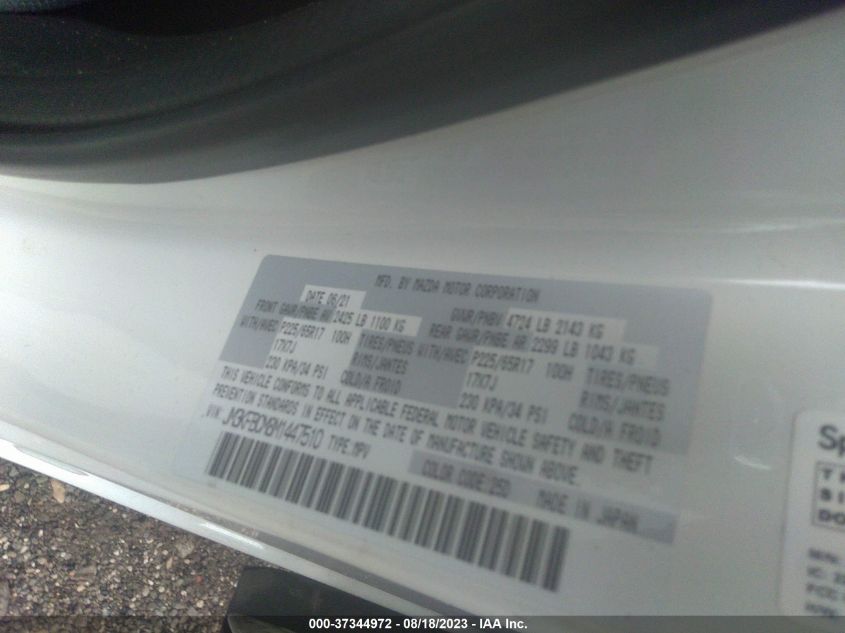 MFD. BY MAZDA MOTOR CORPORATION
DATE 06/21
GVWR/PNBV 4724 LB 2143 KG
FRONT GAWR/PNBE AV 2425 LB 1100 KG
REAR GAWR/PNBE AR 2299 LB 1043 KG
WITH/AVEC P225/65R17 100H TIRES/PNEUS
17X7J RIMS/JANTES
230 KPA/34 PSI COLD/A FROID
WITH/AVEC P225/65R17 100H TIRES/PNEUS
17X7J RIMS/JANTES
230 KPA/34 PSI COLD/A FROID
THIS VEHICLE CONFORMS TO ALL APPLICABLE FEDERAL MOTOR VEHICLE SAFETY AND THEFT
PREVENTION STANDARDS IN EFFECT ON THE DATE OF MANUFACTURE SHOWN ABOVE.
VIN: TYPE:MPV
COLOR CODE:25D MADE IN JAPAN
000-37344972 - 08/18/2023 - IAA Inc.